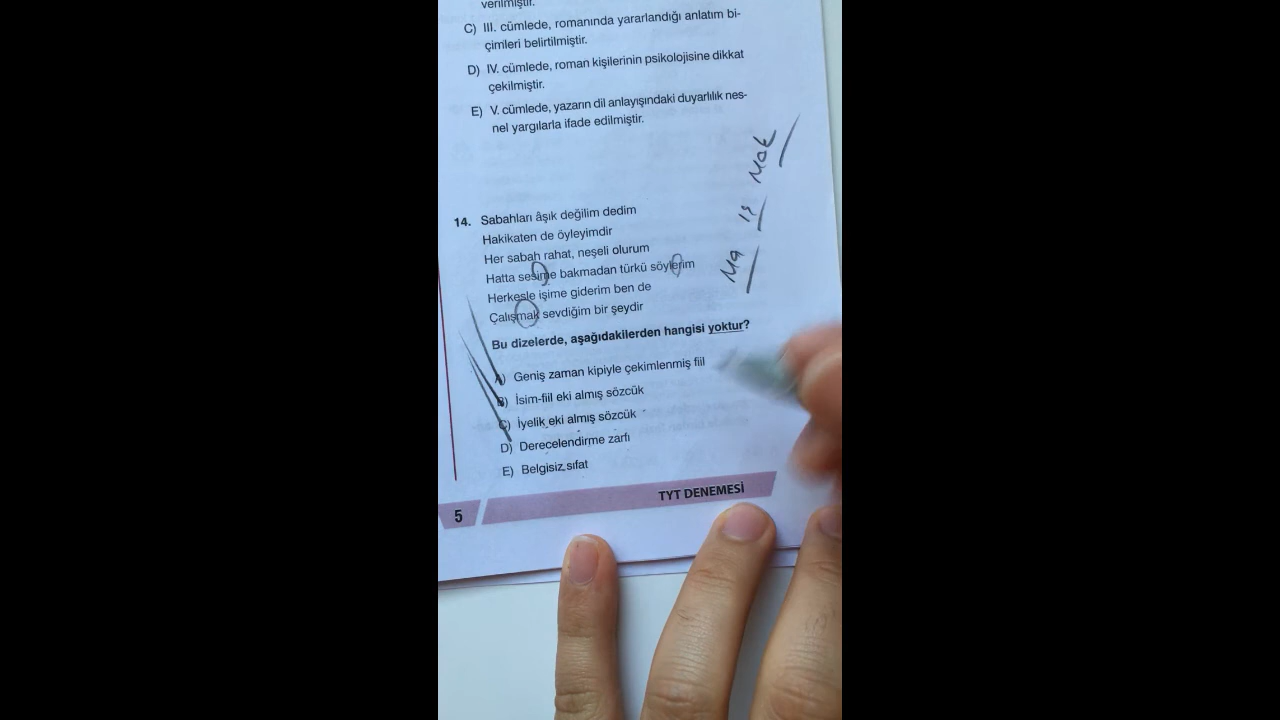 verilmiştir.
C) III. cümlede, romanında yararlandığı anlatım bi-
çimleri belirtilmiştir.
D) IV. cümlede, roman kişilerinin psikolojisine dikkat
çekilmiştir.
E) V. cümlede, yazarın dil anlayışındaki duyarlılık nes-
nel yargılarla ifade edilmiştir.
14. Sabahları âşık değilim dedim
Hakikaten de öyleyimdir
Her sabah rahat, neşeli olurum
Hatta sesime bakmadan türkü söylerim
Herkesle işime giderim ben de
Çalışmak sevdiğim bir şeydir
Bu dizelerde, aşağıdakilerden hangisi yoktur?
A) Geniş zaman kipiyle çekimlenmiş fiil
B) İsim-fiil eki almış sözcük
C) İyelik eki almış sözcük
D) Derecelendirme zarfı
E) Belgisiz sıfat
Ma Iş Mak
5
TYT DENEMESİ